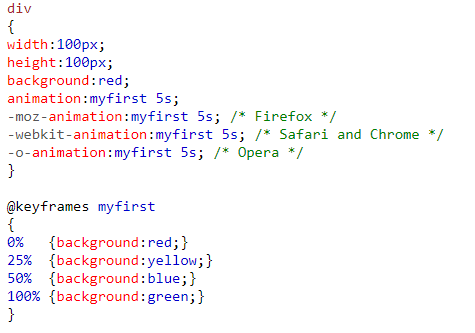 div
{
width:100px;
height:100px;
background:red;
animation:myfirst 5s;
-moz-animation:myfirst 5s; /* Firefox */
-webkit-animation:myfirst 5s; /* Safari and Chrome */
-o-animation:myfirst 5s; /* Opera */
}

@keyframes myfirst
{
0%   {background:red;}
25%  {background:yellow;}
50%  {background:blue;}
100% {background:green;}
}